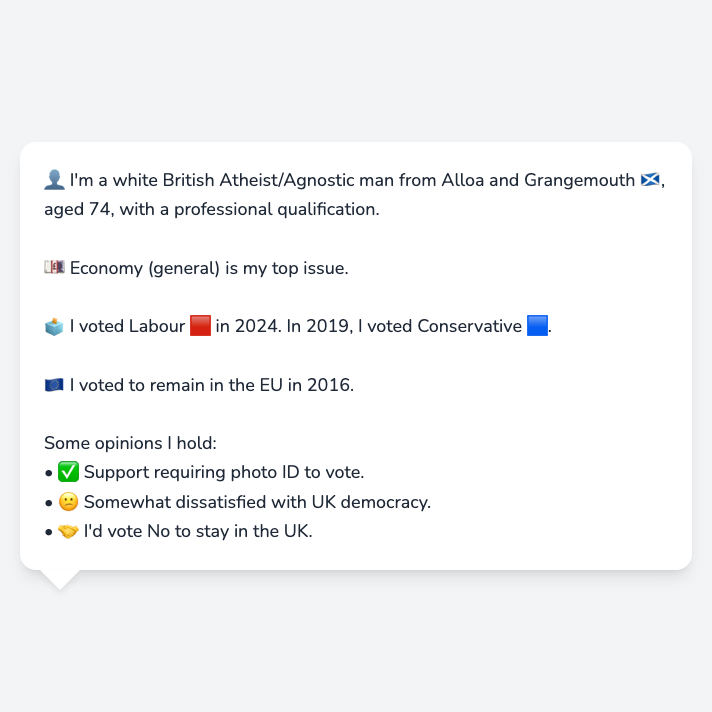 👤 I'm a white British Atheist/Agnostic man from Alloa and Grangemouth 🏴󠁧󠁢󠁳󠁣󠁴󠁿,
aged 74, with a professional qualification.
💷 Economy (general) is my top issue.
🗳️ I voted Labour 🟥 in 2024. In 2019, I voted Conservative 🟦.
🇪🇺 I voted to remain in the EU in 2016.
Some opinions I hold:
• ✅ Support requiring photo ID to vote.
• 🙁 Somewhat dissatisfied with UK democracy.
• 🤝 I'd vote No to stay in the UK.